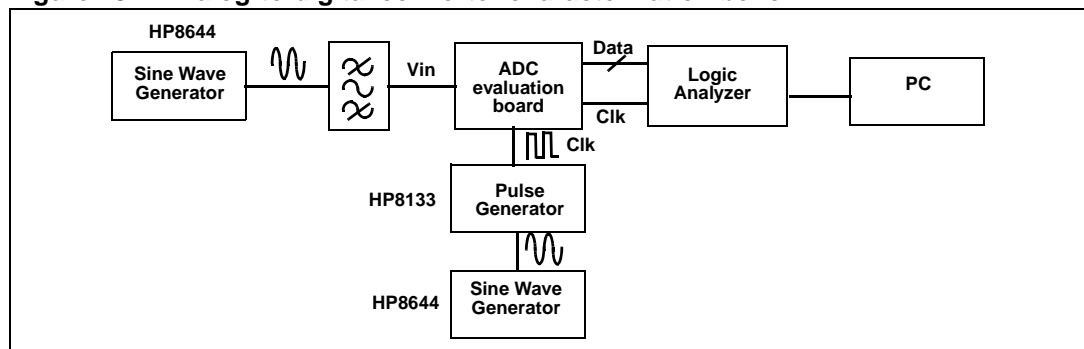 HP8644
Sine Wave
Generator
Vin
ADC
evaluation
board
Data
Clk
Logic
Analyzer
PC
Clk
HP8133
Pulse
Generator
HP8644
Sine Wave
Generator